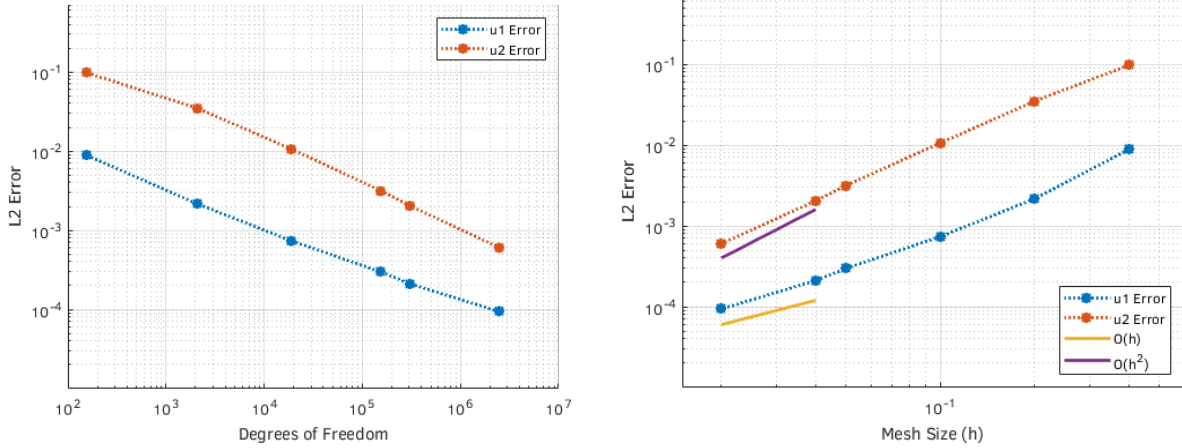 u1 Error
u2 Error
10^-1
10^-2
10^-3
10^-4
L2 Error
10^2
10^3
10^4
10^5
10^6
10^7
Degrees of Freedom
10^-1
10^-2
10^-3
10^-4
L2 Error
u1 Error
u2 Error
O(h)
O(h^2)
10^-1
Mesh Size (h)